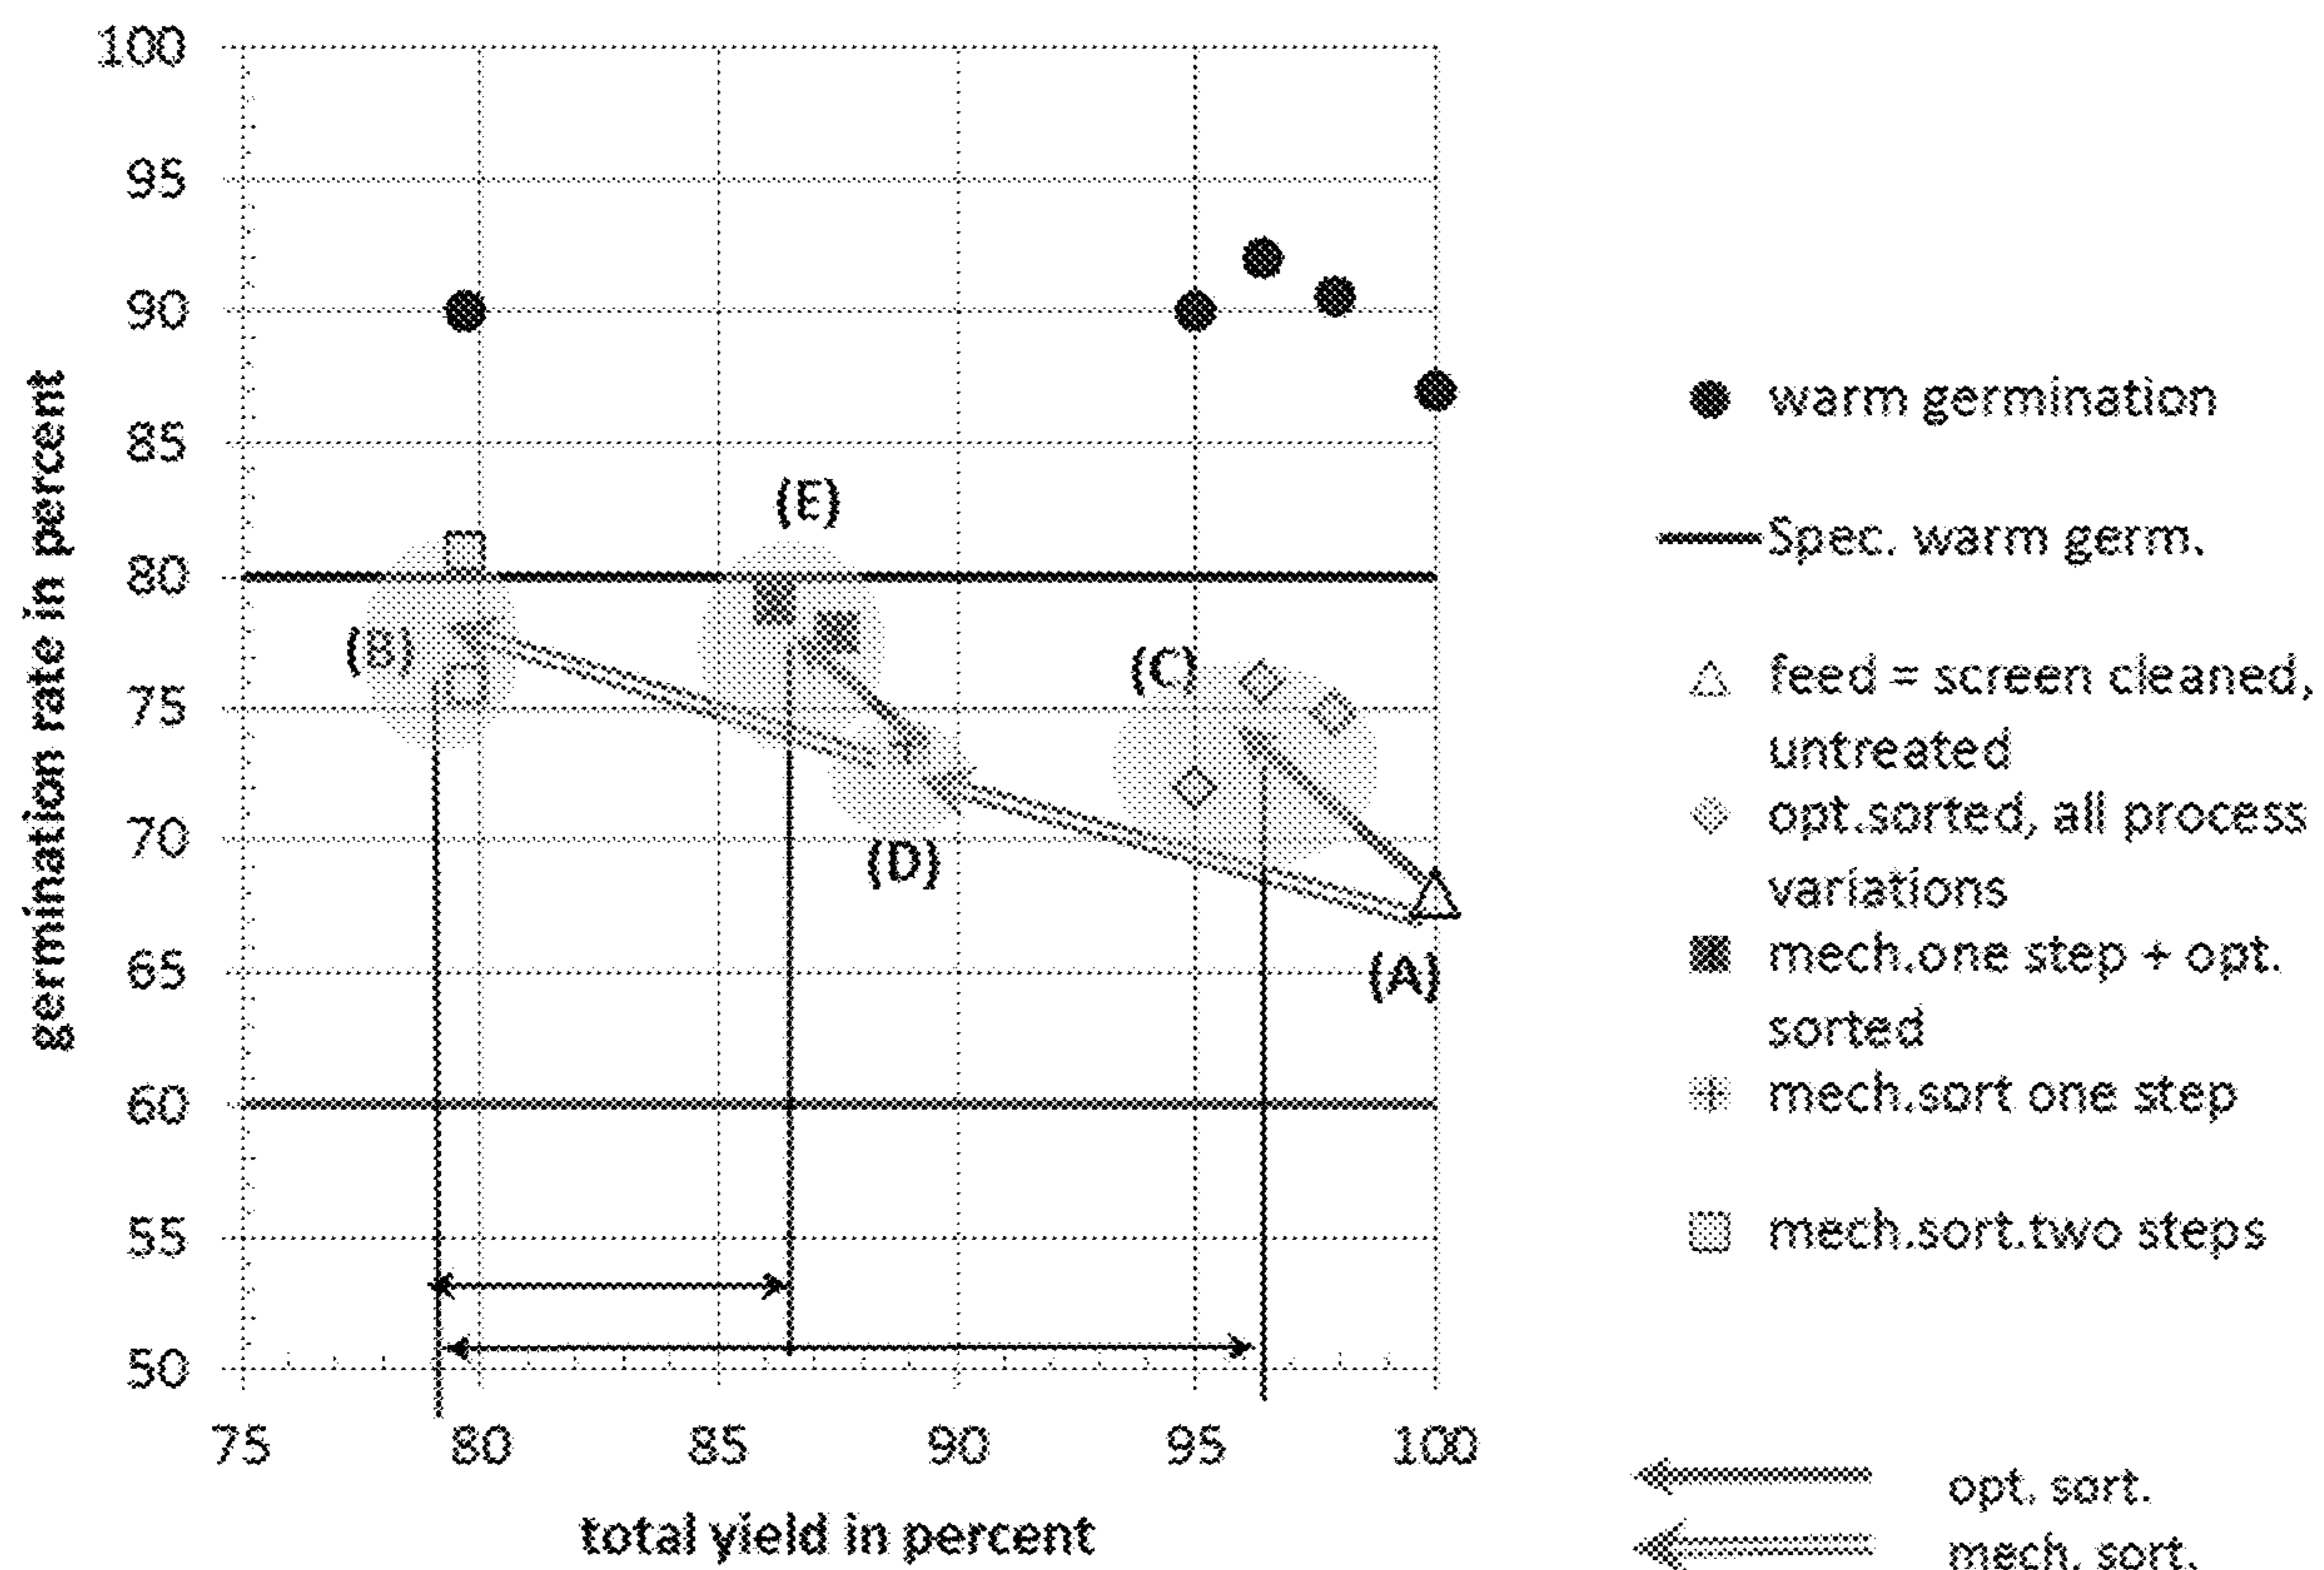 100
95
90
85
80
75
70
65
60
55
50
germination rate in percent
75 80 85 90 95 100
total yield in percent
(E)
(B)
(C)
(D)
(A)
warm germination
Spec. warm germ.
feed = screen cleaned,
untreated
opt.sorted, all process
variations
mech.one step + opt.
sorted
mech.sort one step
mech.sort.two steps
opt. sort.
mech. sort.